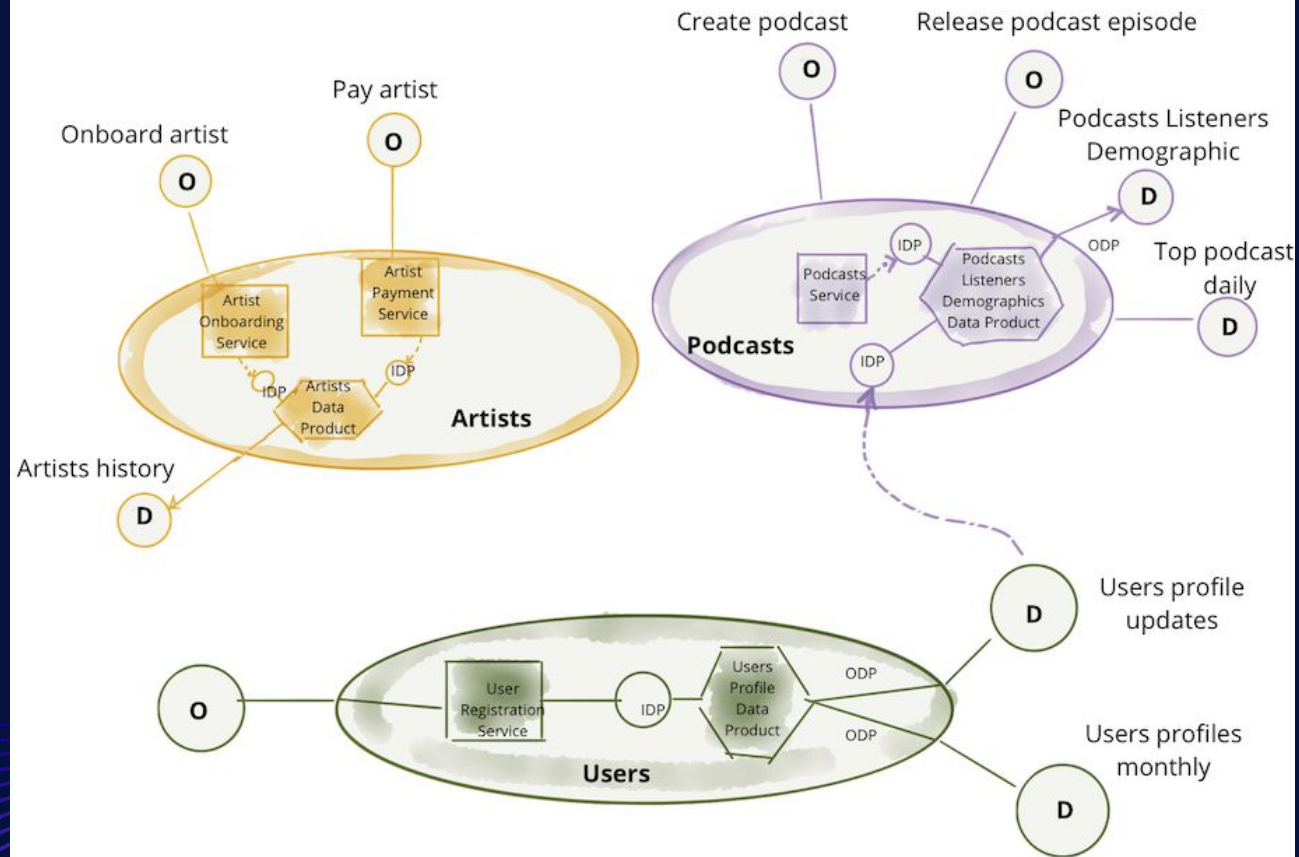 Create podcast
Release podcast episode
O
O
Pay artist
O
Onboard artist
O
Podcasts Listeners
Demographic
D
ODP
Top podcast
daily
D
Artist
Onboarding
Service
Artist
Payment
Service
IDP
IDP
Artists
Data
Product
Artists
Artists history
D
Podcasts
Service
IDP
Podcasts
Listeners
Demographics
Data Product
IDP
Podcasts
D
Users profile
updates
O
User
Registration
Service
IDP
Users
Profile
Data
Product
ODP
ODP
Users
Users profiles
monthly
D